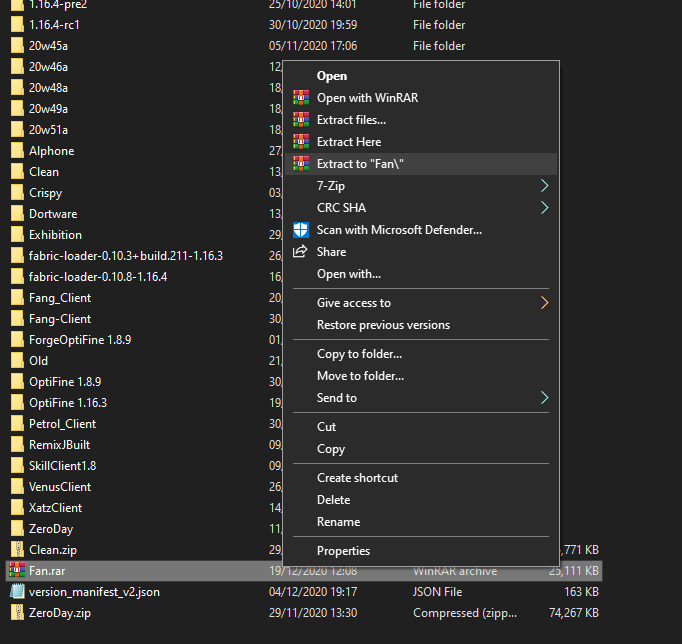 1.16.4-pre2 25/10/2020 14:01 File folder
1.16.4-rc1 30/10/2020 19:59 File folder
20w45a 05/11/2020 17:06 File folder
20w46a 12/
20w48a 18/
20w49a 18/
20w51a 18/
Alphone 27/
Clean 13/
Crispy 09/
Dortware 13/
Exhibition 29/
fabric-loader-0.10.3+build.211-1.16.3 26/
fabric-loader-0.10.8-1.16.4 16/
Fang_Client 20/
Fang-Client 30/
ForgeOptiFine 1.8.9 01/
Old 21/
OptiFine 1.8.9 30/
OptiFine 1.16.3 19/
Petrol_Client 30/
RemixJBuilt 09/
SkillClient1.8 09/
VenusClient 09/
XatzClient 14/
ZeroDay 11/
Clean.zip 29/ ,771 KB
Fan.rar 19/12/2020 12:08 WinRAR archive 25,111 KB
version_manifest_v2.json 04/12/2020 19:17 JSON File 163 KB
ZeroDay.zip 29/11/2020 13:30 Compressed (zipp... 74,267 KB
Open
Open with WinRAR
Extract files...
Extract Here
Extract to "Fan\"
7-Zip
CRC SHA
Scan with Microsoft Defender...
Share
Open with...
Give access to
Restore previous versions
Copy to folder...
Move to folder...
Send to
Cut
Copy
Create shortcut
Delete
Rename
Properties